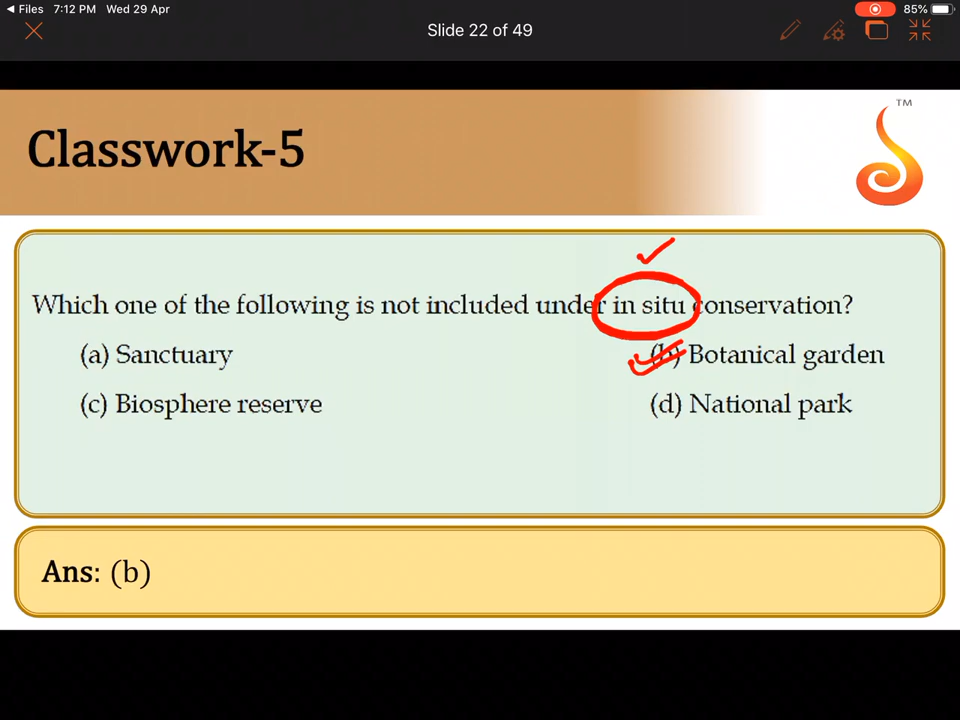 Files 7:12 PM Wed 29 Apr 85%
Slide 22 of 49
TM
Classwork-5
Which one of the following is not included under in situ conservation?
(a) Sanctuary (b) Botanical garden
(c) Biosphere reserve (d) National park
Ans: (b)